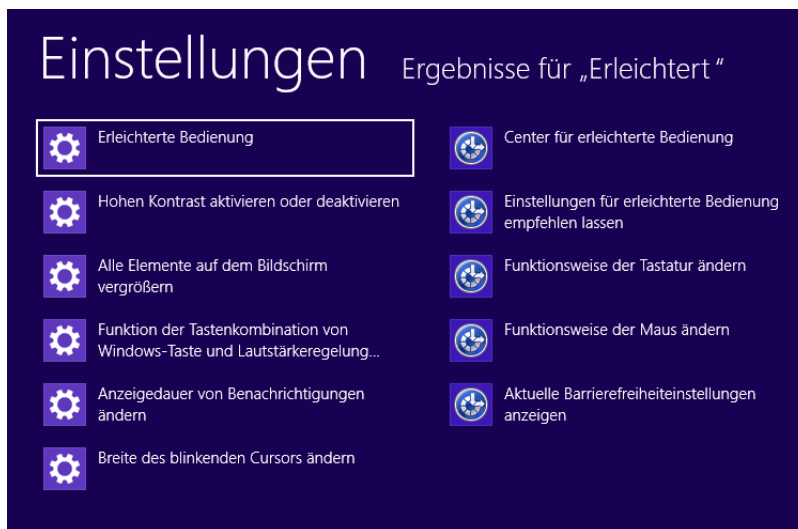 Einstellungen Ergebnisse für „Erleichtert“
Erleichterte Bedienung
Hohen Kontrast aktivieren oder deaktivieren
Alle Elemente auf dem Bildschirm
vergrößern
Funktion der Tastenkombination von
Windows-Taste und Lautstärkeregelung...
Anzeigedauer von Benachrichtigungen
ändern
Breite des blinkenden Cursors ändern
Center für erleichterte Bedienung
Einstellungen für erleichterte Bedienung
empfehlen lassen
Funktionsweise der Tastatur ändern
Funktionsweise der Maus ändern
Aktuelle Barrierefreiheiteinstellungen
anzeigen